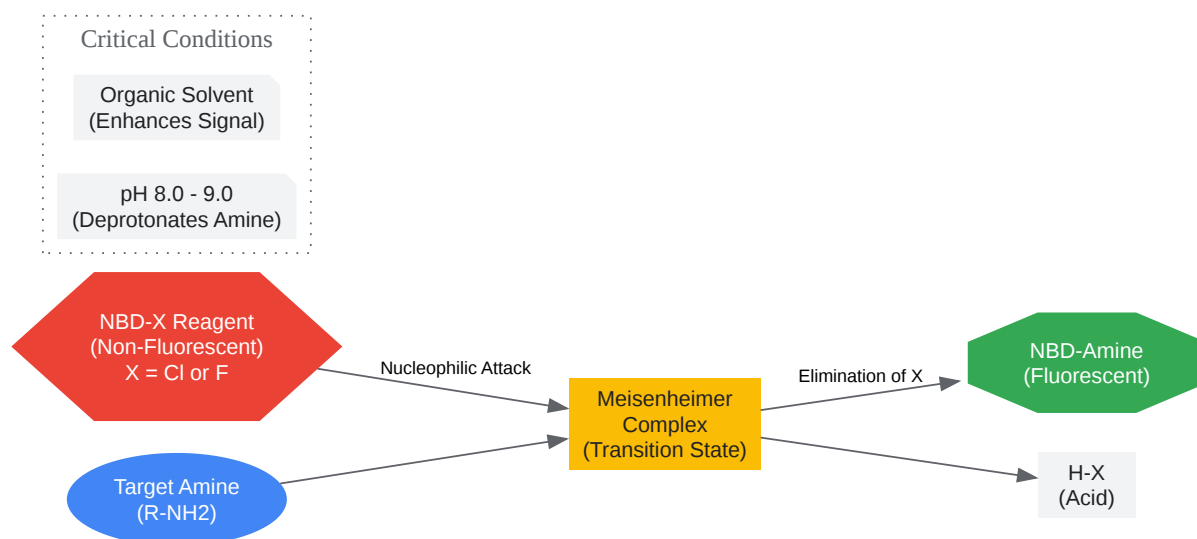 Critical Conditions
Organic Solvent
(Enhances Signal)
pH 8.0 - 9.0
(Deprotonates Amine)
NBD-X Reagent
(Non-Fluorescent)
X = Cl or F
Nucleophilic Attack
Target Amine
(R-NH2)
Meisenheimer
Complex
(Transition State)
Elimination of X
NBD-Amine
(Fluorescent)
H-X
(Acid)